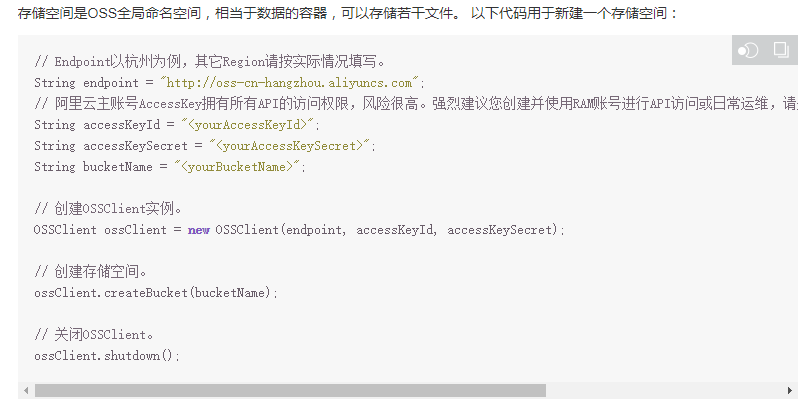 存储空间是OSS全局命名空间，相当于数据的容器，可以存储若干文件。 以下代码用于新建一个存储空间：
// Endpoint以杭州为例，其它Region请按实际情况填写。
String endpoint = "http://oss-cn-hangzhou.aliyuncs.com";
// 阿里云主账号AccessKey拥有所有API的访问权限，风险很高。强烈建议您创建并使用RAM账号进行API访问或日常运维，请
String accessKeyId = "<yourAccessKeyId>";
String accessKeySecret = "<yourAccessKeySecret>";
String bucketName = "<yourBucketName>";
// 创建OSSClient实例。
OSSClient ossClient = new OSSClient(endpoint, accessKeyId, accessKeySecret);
// 创建存储空间。
ossClient.createBucket(bucketName);
// 关闭OSSClient。
ossClient.shutdown();